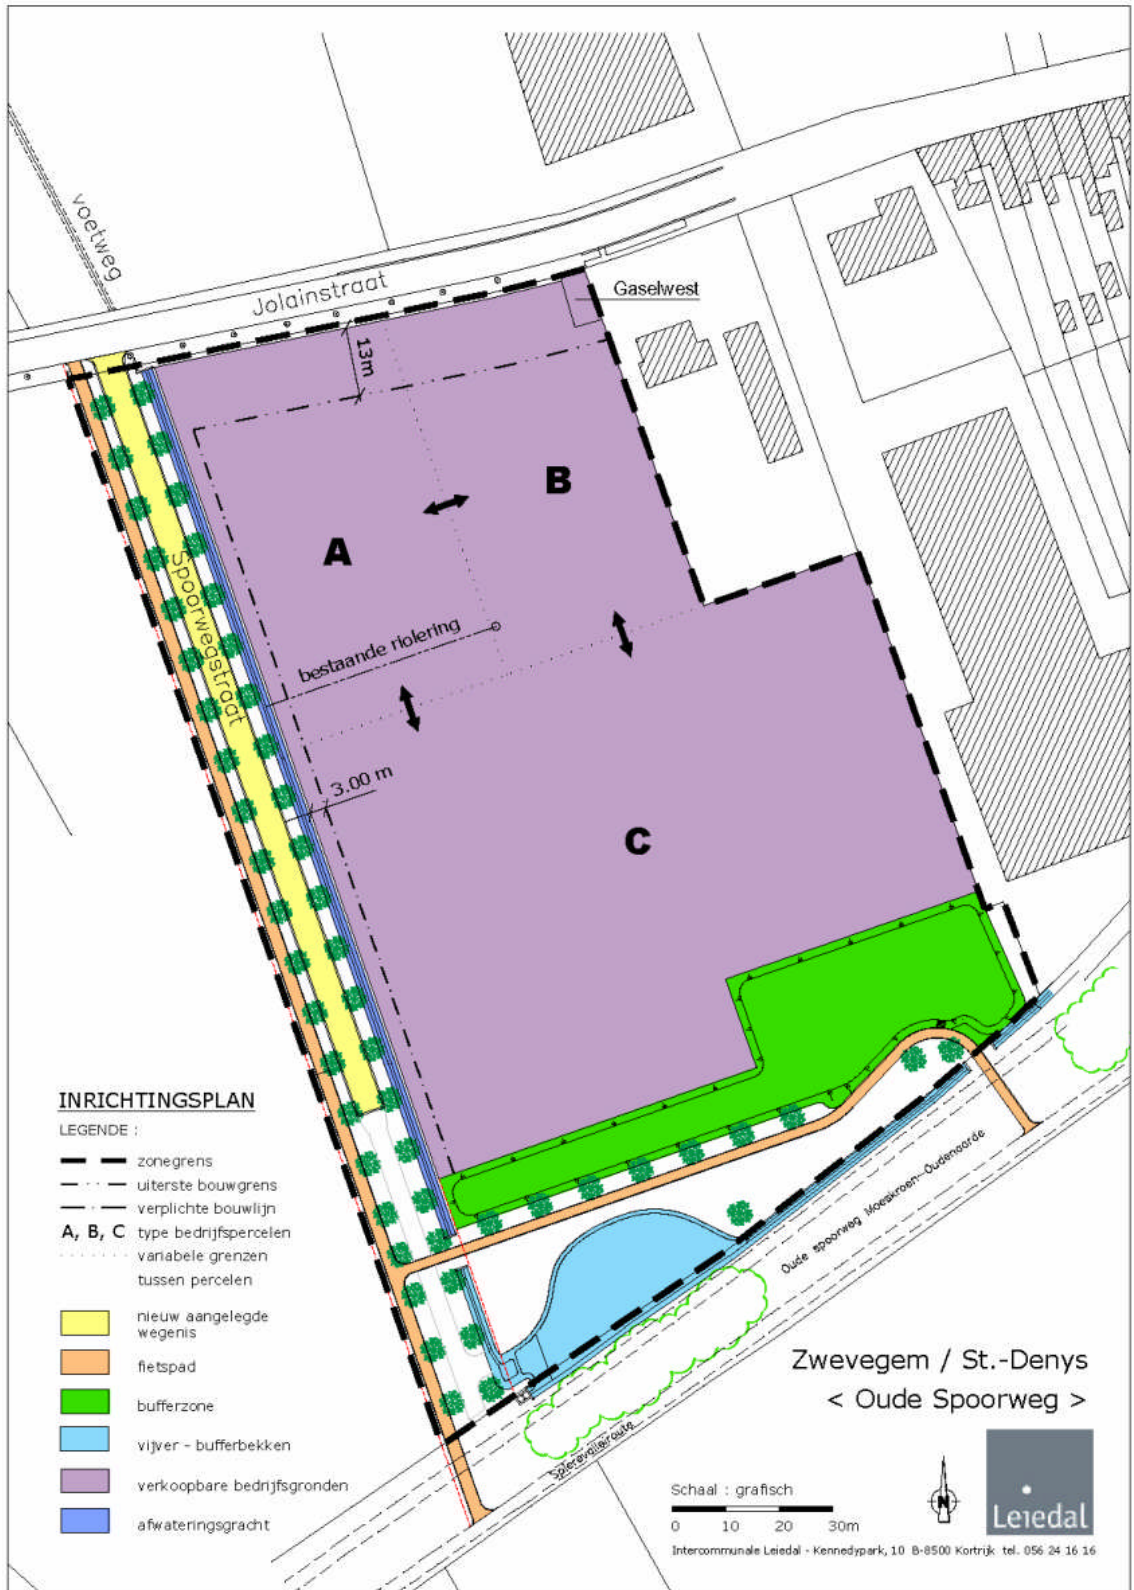 voetweg
Jolainstraat
Gaselwest
13m
B
A
Spoorwegstraat
bestaande riolering
3.00 m
C
INRICHTINGSPLAN
LEGENDE :
zonegrens
uiterste bouwgrens
verplichte bouwlijn
A, B, C type bedrijfspercelen
variabele grenzen
tussen percelen
nieuw aangelegde
wegenis
fietspad
bufferzone
vijver - bufferbekken
verkoopbare bedrijfsgronden
afwateringsgracht
Oude spoorweg Moeskroen-Oudenaarde
Spierevalleiroute
Zwevegem / St.-Denys
< Oude Spoorweg >
Schaal : grafisch
0 10 20 30m
N
Leiedal
Intercommunale Leiedal - Kennedypark, 10 B-8500 Kortrijk tel. 056 24 16 16